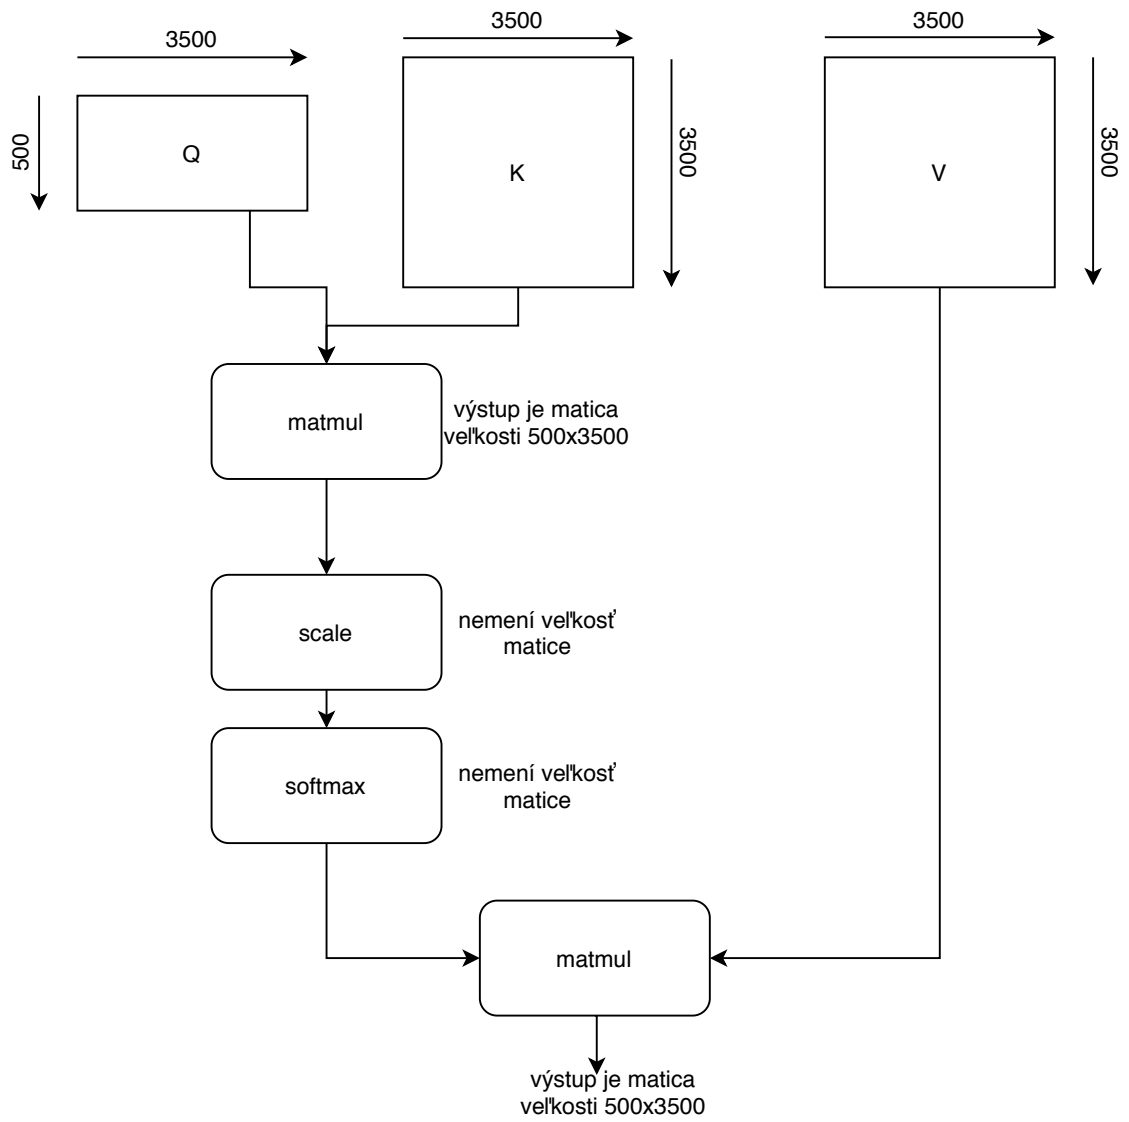 3500
3500
3500
500
Q
K
3500
V
3500
matmul
výstup je matica
veľkosti 500x3500
scale
nemení veľkosť
matice
softmax
nemení veľkosť
matice
matmul
výstup je matica
veľkosti 500x3500